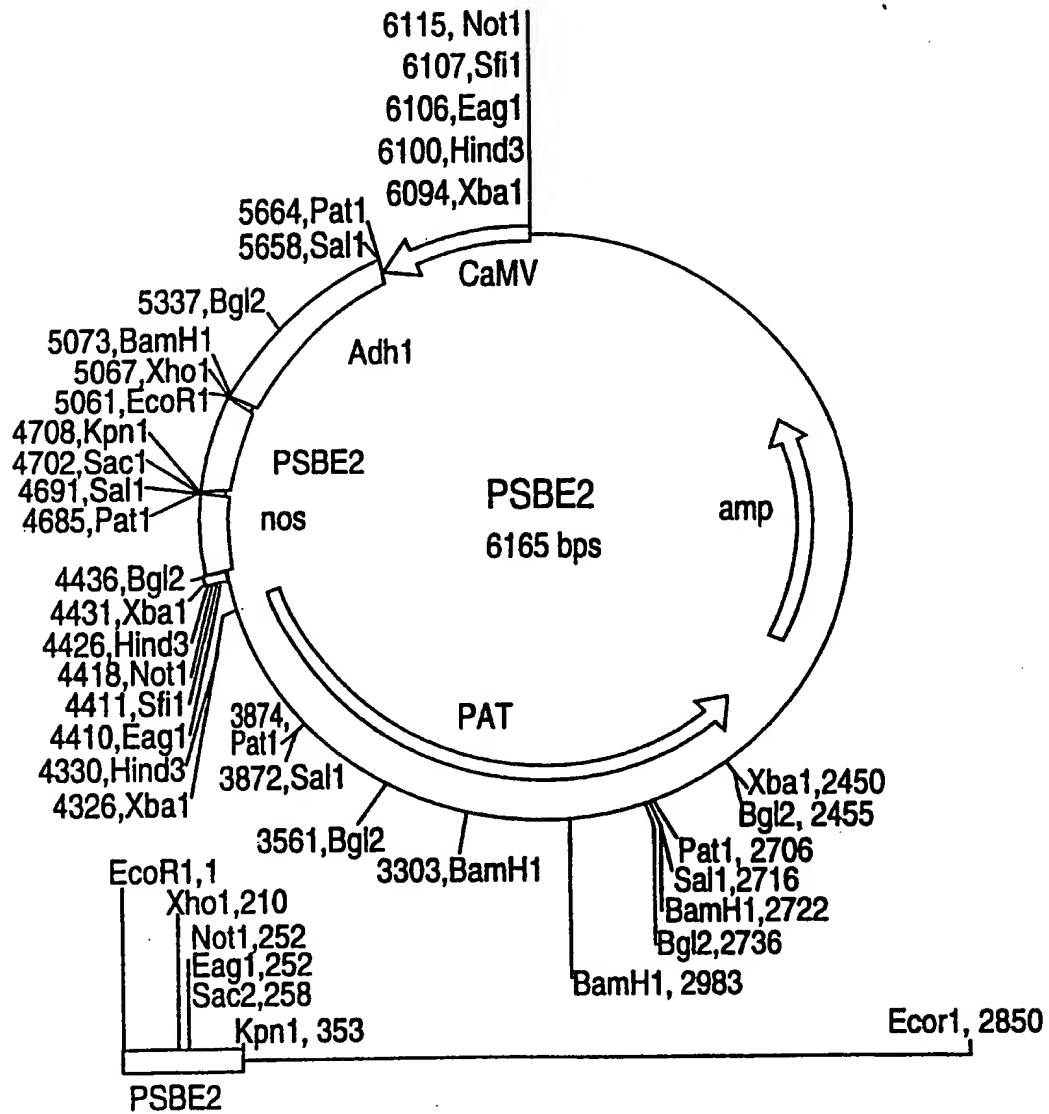 6115, Not1
6107,Sfi1
6106,Eag1
6100,Hind3
6094,Xba1
5664,Pat1
5658,Sal1
CaMV
5337,Bgl2
5073,BamH1
5067,Xho1
5061,EcoR1
Adh1
4708,Kpn1
4702,Sac1
4691,Sal1
4685,Pat1
PSBE2
nos
PSBE2
6165 bps
amp
4436,Bgl2
4431,Xba1
4426,Hind3
4418,Not1
4411,Sfi1
4410,Eag1
4330,Hind3
4326,Xba1
3874,
Pat1
3872,Sal1
PAT
3561,Bgl2
3303,BamH1
Xba1,2450
Bgl2, 2455
Pat1, 2706
Sal1,2716
BamH1,2722
Bgl2,2736
BamH1, 2983
EcoR1,1
Xho1,210
Not1,252
Eag1,252
Sac2,258
Kpn1, 353
Ecor1, 2850
PSBE2